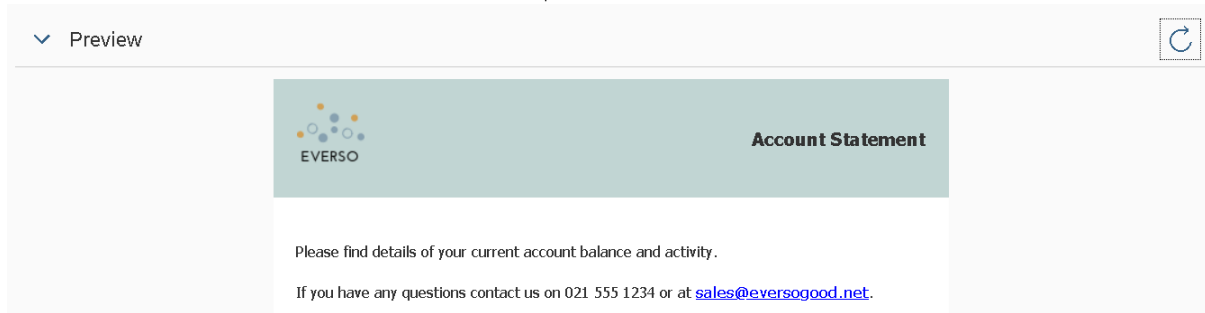 Preview
EVERSO
Account Statement
Please find details of your current account balance and activity.
If you have any questions contact us on 021 555 1234 or at sales@eversogood.net.